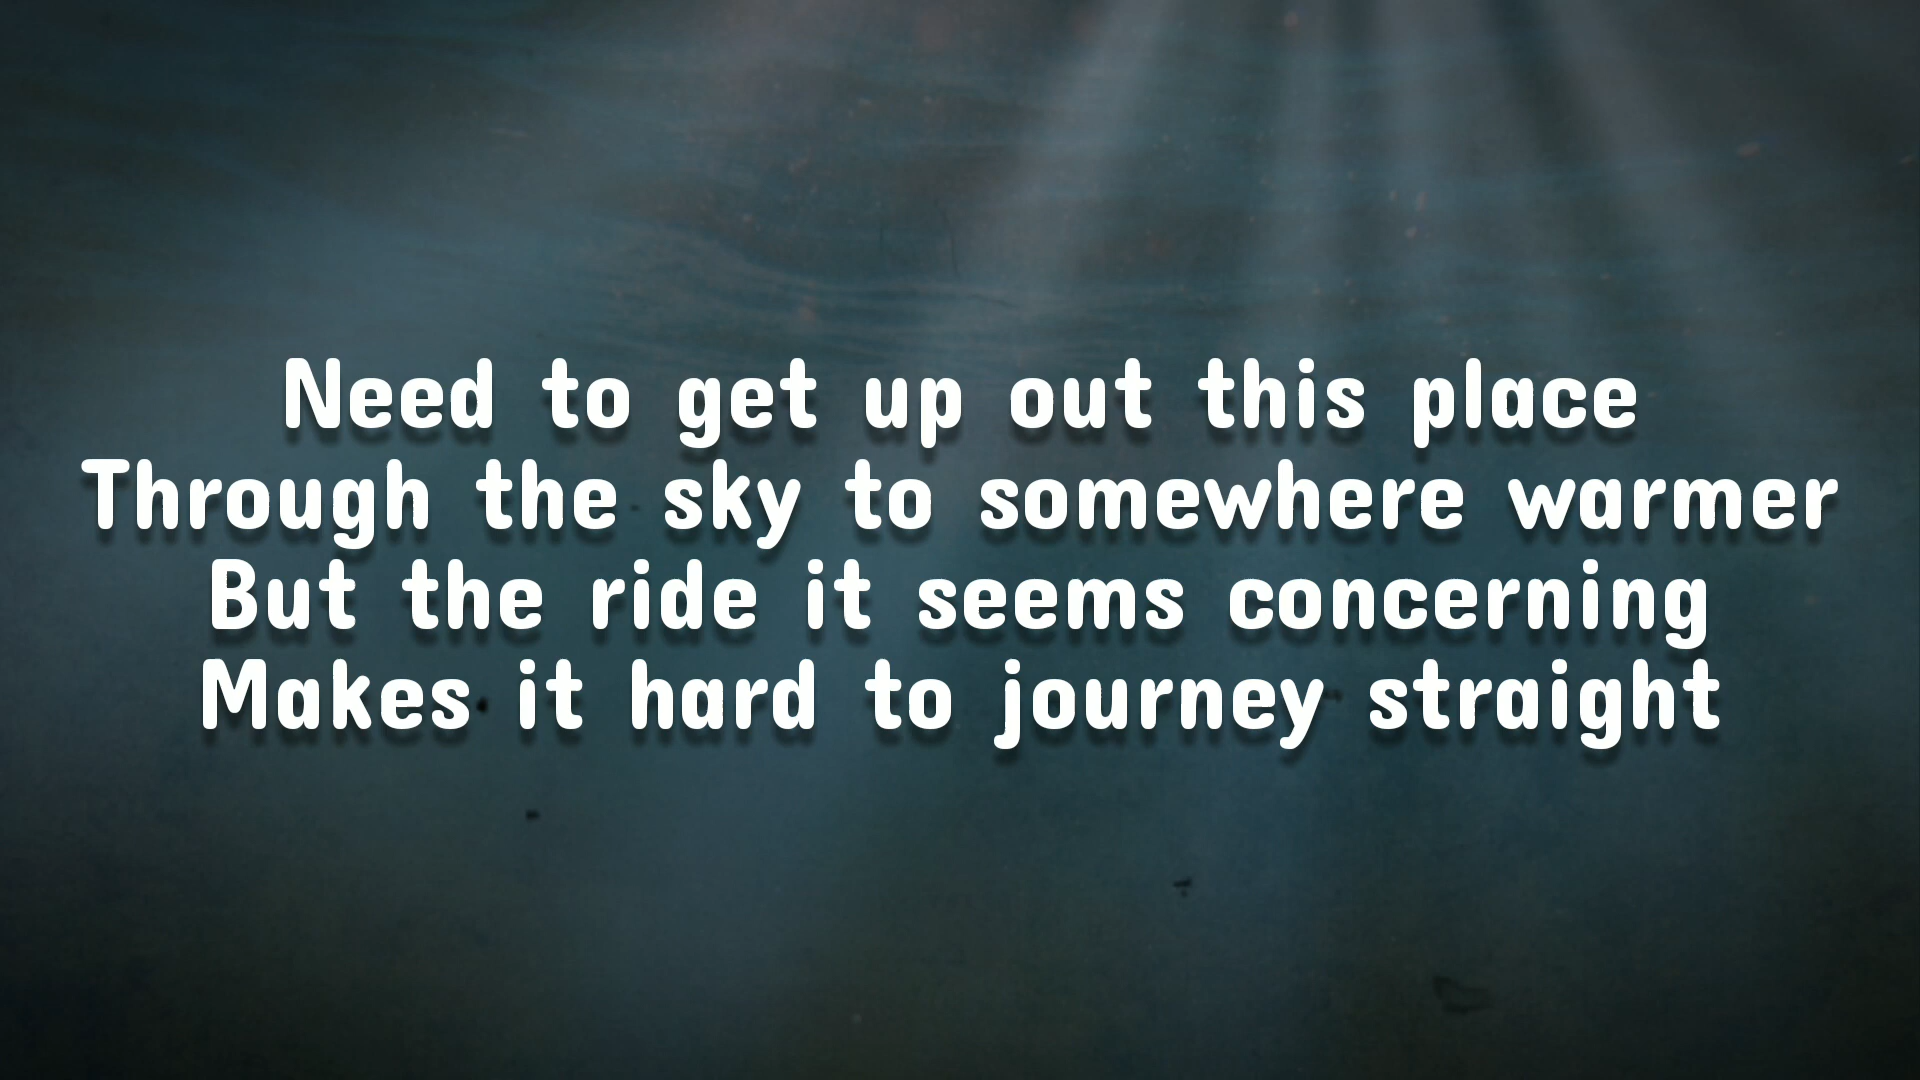 Need to get up out this place
Through the sky to somewhere warmer
But the ride it seems concerning
Makes it hard to journey straight